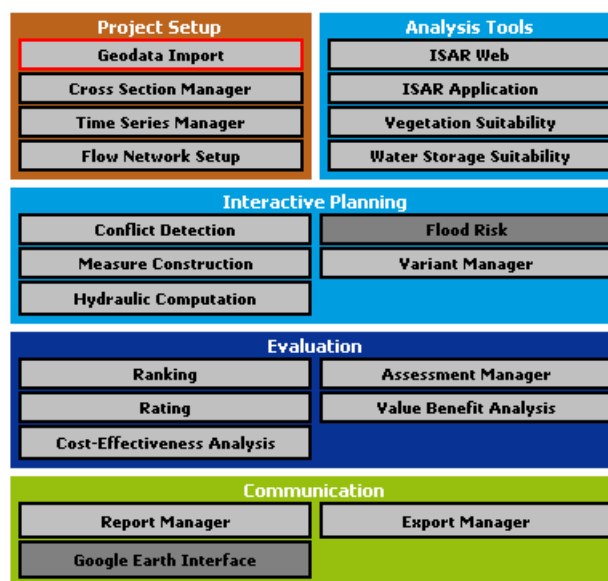 Project Setup
Geodata Import
Cross Section Manager
Time Series Manager
Flow Network Setup
Analysis Tools
ISAR Web
ISAR Application
Vegetation Suitability
Water Storage Suitability
Interactive Planning
Conflict Detection
Flood Risk
Measure Construction
Variant Manager
Hydraulic Computation
Evaluation
Ranking
Assessment Manager
Rating
Value Benefit Analysis
Cost-Effectiveness Analysis
Communication
Report Manager
Export Manager
Google Earth Interface